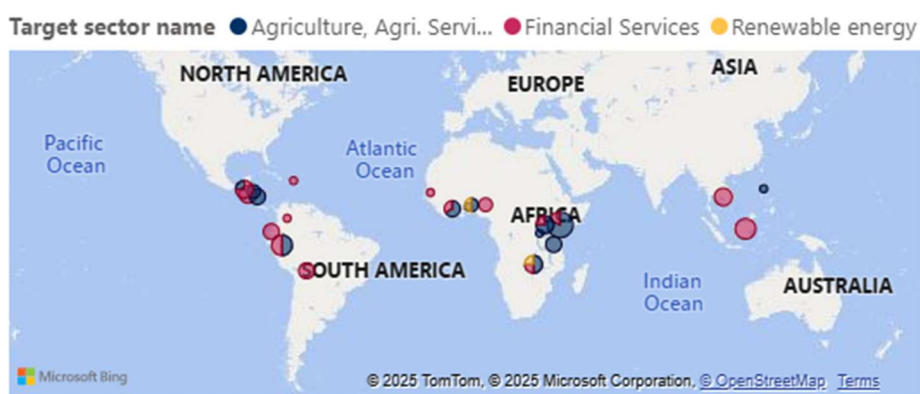 Target sector name Agriculture, Agri. Servi... Financial Services Renewable energy
NORTH AMERICA
EUROPE
ASIA
Pacific
Ocean
Atlantic
Ocean
AFRICA
SOUTH AMERICA
Indian
Ocean
AUSTRALIA
Microsoft Bing
© 2025 TomTom, © 2025 Microsoft Corporation, © OpenStreetMap Terms